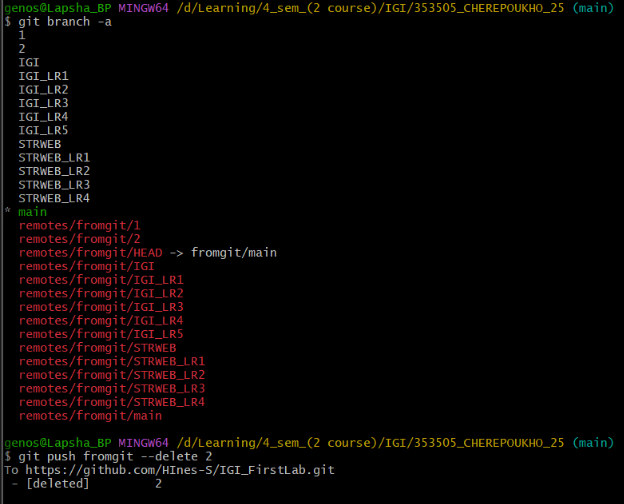 genos@Lapsha_BP MINGW64 /d/Learning/4_sem_(2 course)/IGI/353505_CHEREPOUKHO_25 (main)
$ git branch -a
  1
  2
  IGI
  IGI_LR1
  IGI_LR2
  IGI_LR3
  IGI_LR4
  IGI_LR5
  STRWEB
  STRWEB_LR1
  STRWEB_LR2
  STRWEB_LR3
  STRWEB_LR4
* main
  remotes/fromgit/1
  remotes/fromgit/2
  remotes/fromgit/HEAD -> fromgit/main
  remotes/fromgit/IGI
  remotes/fromgit/IGI_LR1
  remotes/fromgit/IGI_LR2
  remotes/fromgit/IGI_LR3
  remotes/fromgit/IGI_LR4
  remotes/fromgit/IGI_LR5
  remotes/fromgit/STRWEB
  remotes/fromgit/STRWEB_LR1
  remotes/fromgit/STRWEB_LR2
  remotes/fromgit/STRWEB_LR3
  remotes/fromgit/STRWEB_LR4
  remotes/fromgit/main
genos@Lapsha_BP MINGW64 /d/Learning/4_sem_(2 course)/IGI/353505_CHEREPOUKHO_25 (main)
$ git push fromgit --delete 2
To https://github.com/HInes-S/IGI_FirstLab.git
 - [deleted]         2